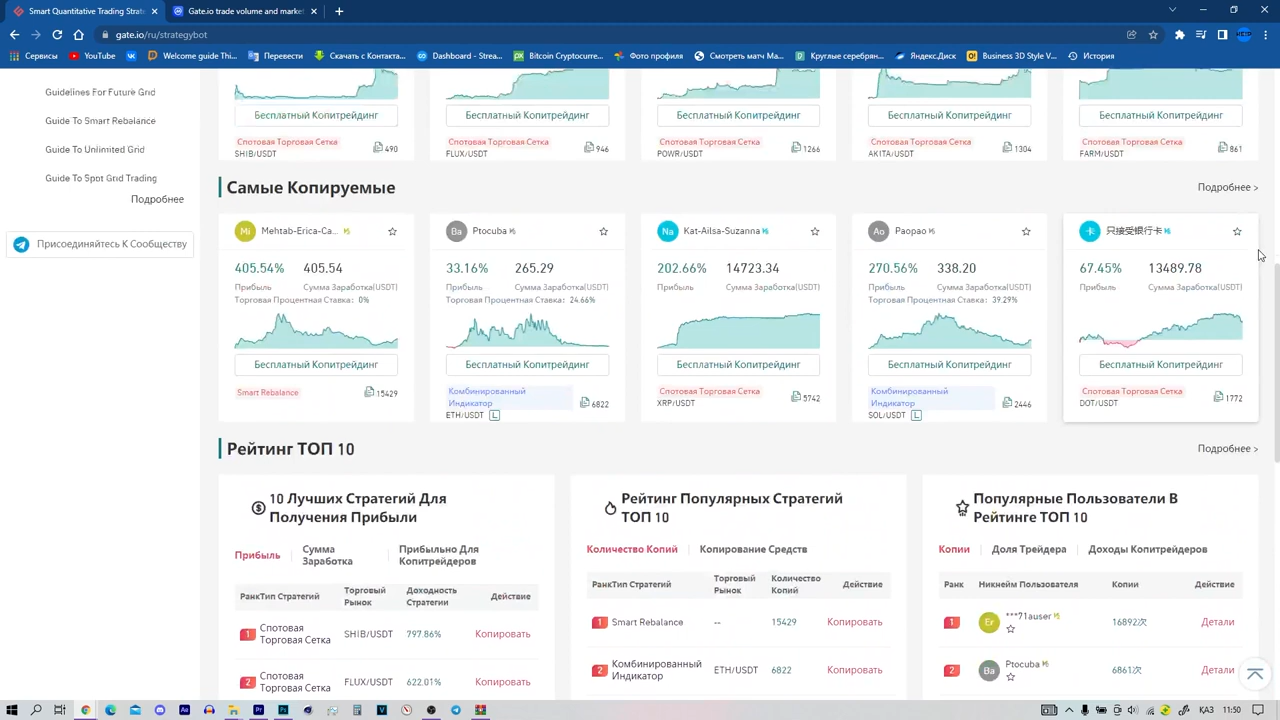 Smart Quantitative Trading Strat
Gate.io trade volume and market
gate.io/ru/strategybot
Сервисы
YouTube
Welcome guide Thi...
Перевести
Скачать с Контакта...
Dashboard - Strea...
Bitcoin Cryptocurre...
Фото профиля
Смотреть матч Ма...
Круглые серебрян...
Яндекс.Диск
Business 3D Style V...
История
Guidelines For Future Grid
Guide To Smart Rebalance
Guide To Unlimited Grid
Guide To Spot Grid Trading
Подробнее
Присоединяйтесь К Сообществу
Бесплатный Копитрейдинг
Бесплатный Копитрейдинг
Бесплатный Копитрейдинг
Бесплатный Копитрейдинг
Бесплатный Копитрейдинг
Спотовая Торговая Сетка
SHIB/USDT
490
Спотовая Торговая Сетка
FLUX/USDT
946
Спотовая Торговая Сетка
POWR/USDT
1266
Спотовая Торговая Сетка
AKITA/USDT
1304
Спотовая Торговая Сетка
FARM/USDT
861
Самые Копируемые
Подробнее >
Mi
Mehtab-Erica-Ca...
405.54% 405.54
Прибыль Сумма Заработка(USDT)
Торговая Процентная Ставка: 0%
Бесплатный Копитрейдинг
Smart Rebalance
15429
Ba
Ptocuba
33.16% 265.29
Прибыль Сумма Заработка(USDT)
Торговая Процентная Ставка: 24.66%
Бесплатный Копитрейдинг
Комбинированный
Индикатор
ETH/USDT L
6822
Na
Kat-Ailsa-Suzanna
202.66% 14723.34
Прибыль Сумма Заработка(USDT)
Бесплатный Копитрейдинг
Спотовая Торговая Сетка
XRP/USDT
5742
Ao
Paopao
270.56% 338.20
Прибыль Сумма Заработка(USDT)
Торговая Процентная Ставка: 39.29%
Бесплатный Копитрейдинг
Комбинированный
Индикатор
SOL/USDT L
2446
卡
只接受银行卡
67.45% 13489.78
Прибыль Сумма Заработка(USDT)
Бесплатный Копитрейдинг
Спотовая Торговая Сетка
DOT/USDT
1772
Рейтинг ТОП 10
Подробнее >
10 Лучших Стратегий Для
Получения Прибыли
Прибыль
Сумма
Заработка
Прибыльно Для
Копитрейдеров
РанкТип Стратегий
Торговый
Рынок
Доходность
Стратегии
Действие
1
Спотовая
Торговая Сетка
SHIB/USDT 797.86% Копировать
2
Спотовая
Торговая Сетка
FLUX/USDT 622.01% Копировать
Рейтинг Популярных Стратегий
ТОП 10
Количество Копий
Копирование Средств
РанкТип Стратегий
Торговый
Рынок
Количество
Копий
Действие
1 Smart Rebalance -- 15429 Копировать
2
Комбинированный
Индикатор
ETH/USDT 6822 Копировать
Популярные Пользователи В
Рейтинге ТОП 10
Копии
Доля Трейдера
Доходы Копитрейдеров
Ранк Никнейм Пользователя Копии Действие
1 Er ***71auser 16892次 Детали
2 Ba Ptocuba 6861次 Детали
ҚАЗ 11:50